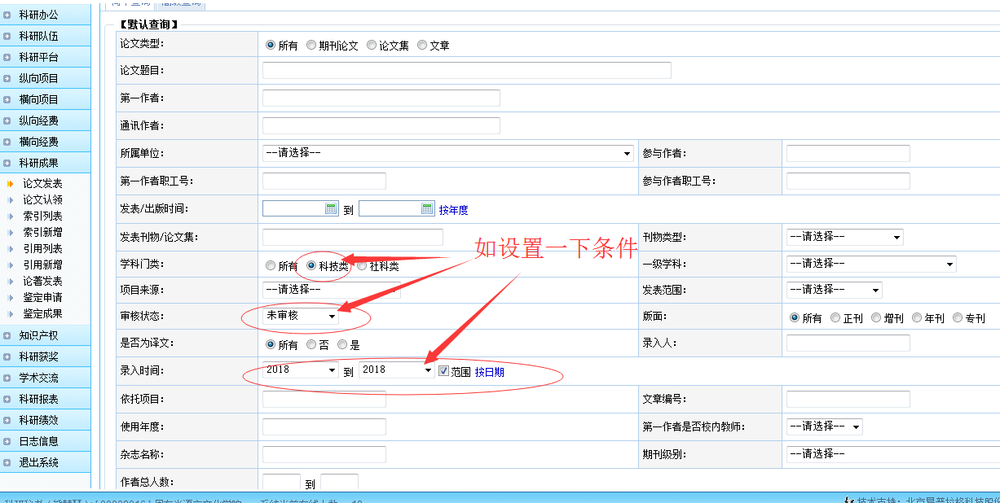 科研办公
科研队伍
科研平台
纵向项目
横向项目
纵向经费
横向经费
科研成果
论文发表
论文认领
索引列表
索引新增
引用列表
引用新增
论著发表
鉴定申请
鉴定成果
知识产权
科研获奖
学术交流
科研报表
科研绩效
日志信息
退出系统
【默认查询】
论文类型: 所有 期刊论文 论文集 文章
论文题目:
第一作者:
通讯作者:
所属单位: --请选择-- 参与作者:
第一作者职工号: 参与作者职工号:
发表/出版时间: 到 按年度
发表刊物/论文集: 刊物类型: --请选择--
如设置一下条件
学科门类: 所有 科技类 社科类 一级学科: --请选择--
项目来源: --请选择-- 发表范围: --请选择--
审核状态: 未审核 版面: 所有 正刊 增刊 年刊 专刊
是否为译文: 所有 否 是 录入人:
录入时间: 2018 到 2018 范围 按日期
依托项目: 文章编号:
使用年度: 第一作者是否校内教师: --请选择--
杂志名称: 期刊级别: --请选择--
作者总人数: 到